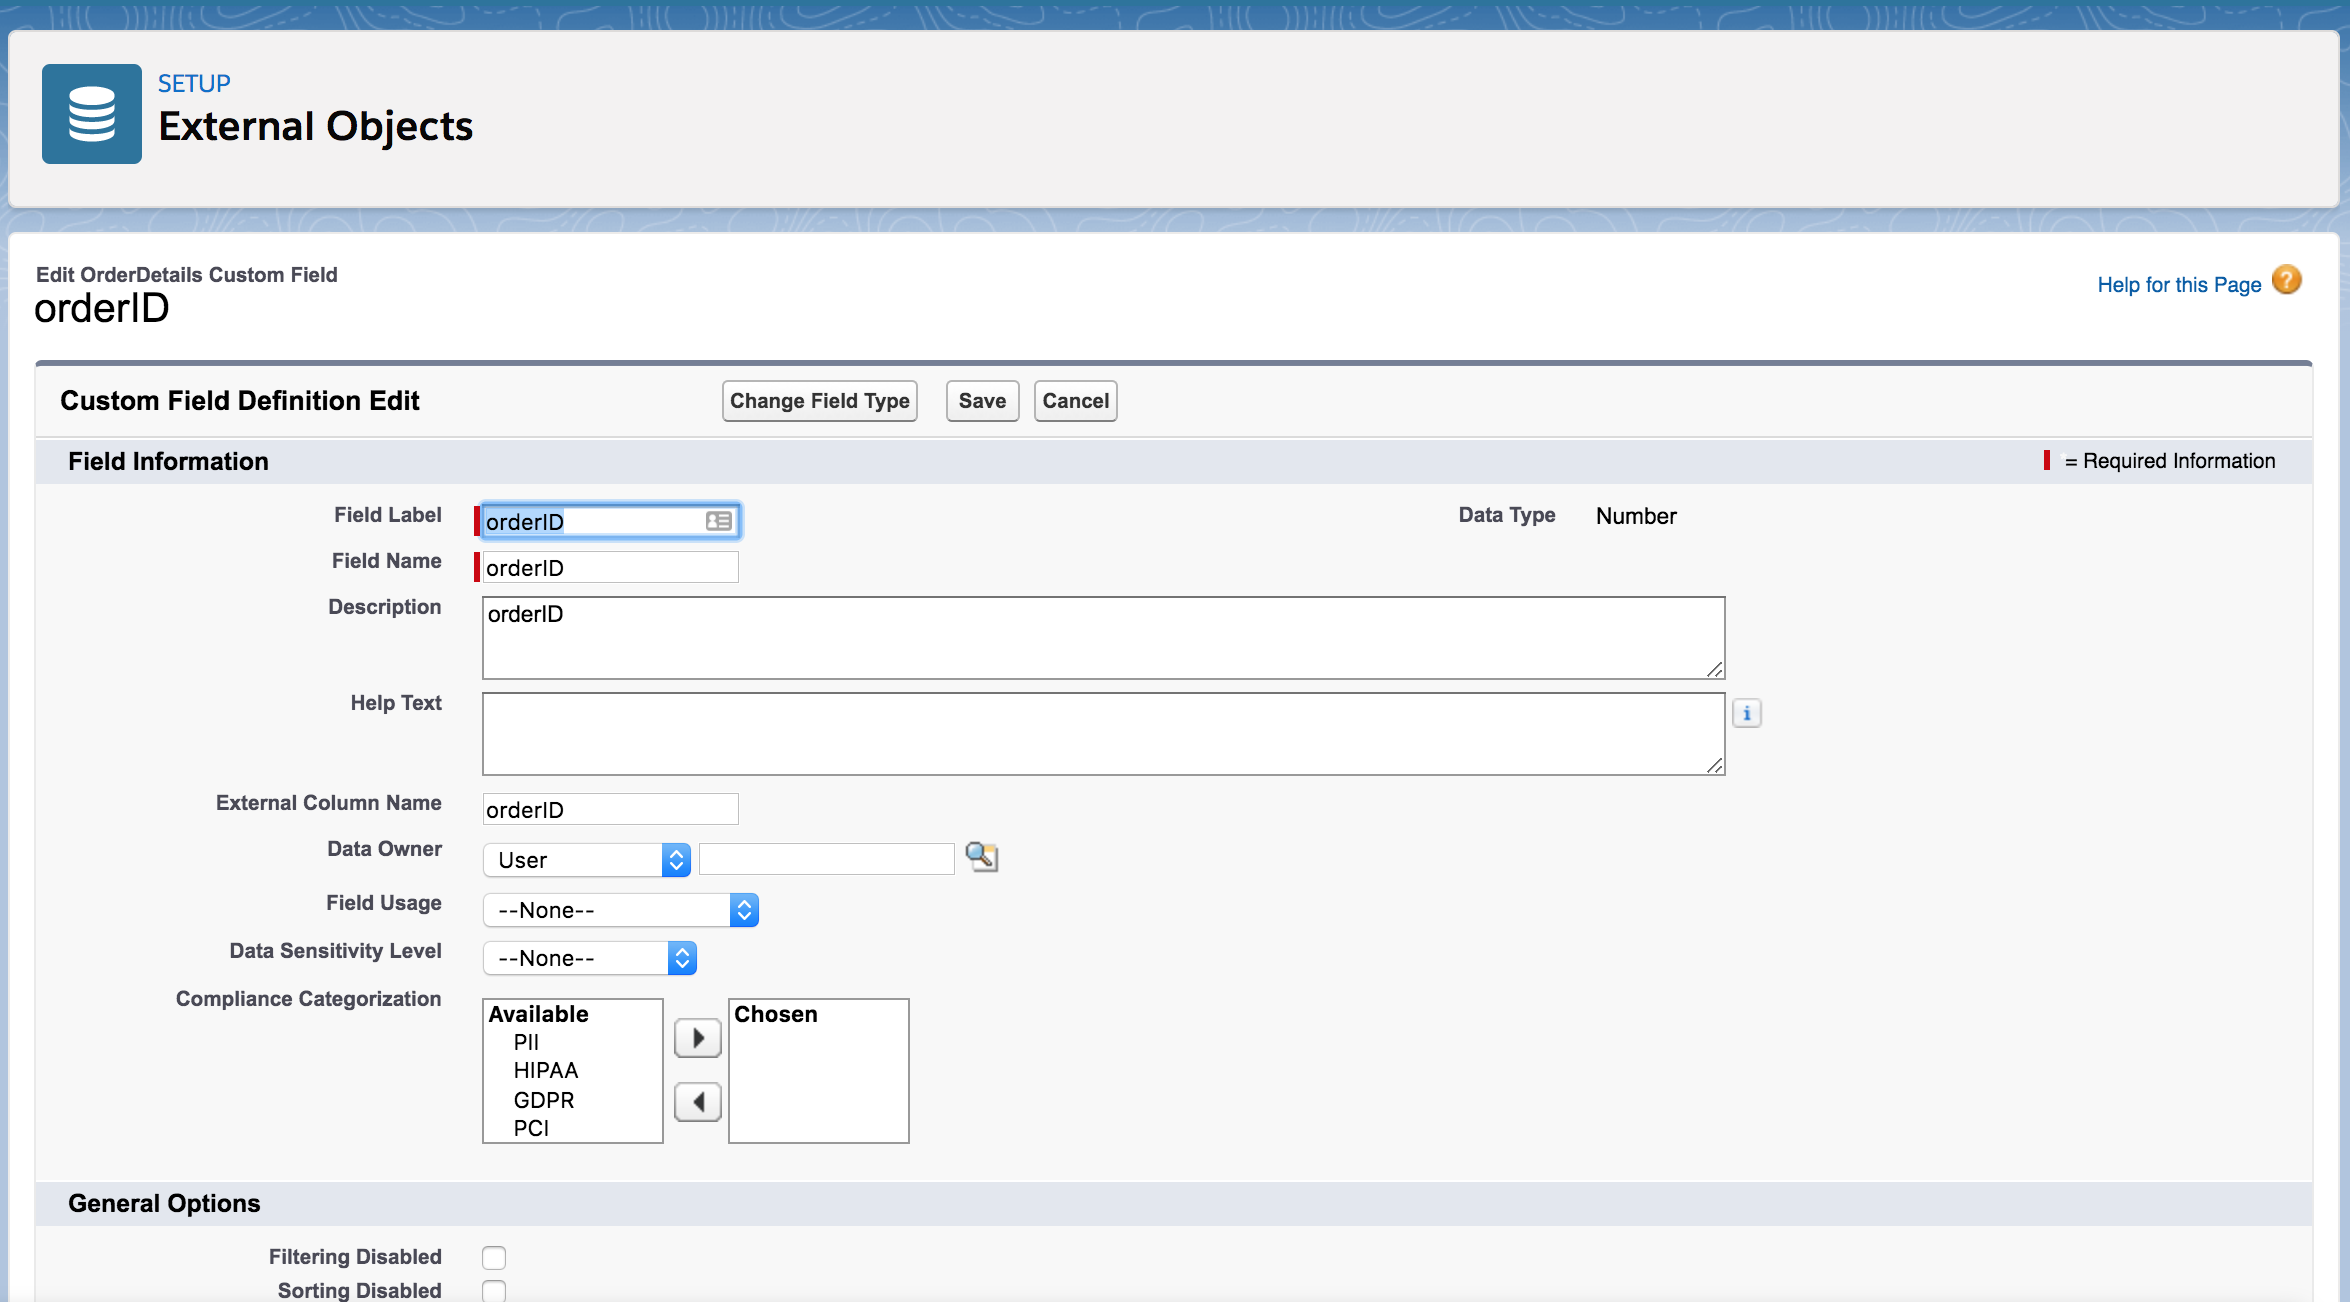 SETUP
External Objects
Edit OrderDetails Custom Field
orderID
Help for this Page
?
Custom Field Definition Edit
Change Field Type
Save
Cancel
Field Information
= Required Information
Field Label
orderID
Data Type
Number
Field Name
orderID
Description
orderID
Help Text
i
External Column Name
orderID
Data Owner
User
Field Usage
--None--
Data Sensitivity Level
--None--
Compliance Categorization
Available
PII
HIPAA
GDPR
PCI
Chosen
General Options
Filtering Disabled
Sorting Disabled